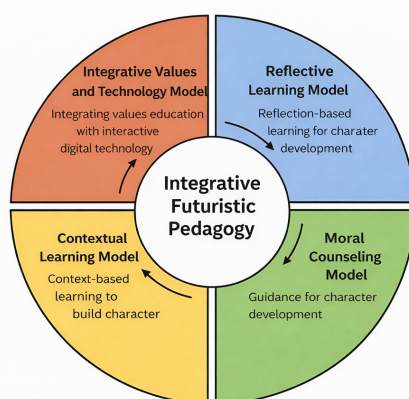 Integrative Values
and Technology Model
Integrating values education
with interactive
digital technology
Reflective
Learning Model
Reflection-based
learning for charater
development
Integrative
Futuristic
Pedagogy
Contextual
Learning Model
Context-based
learning to
build character
Moral
Counseling
Model
Guidance for character
development